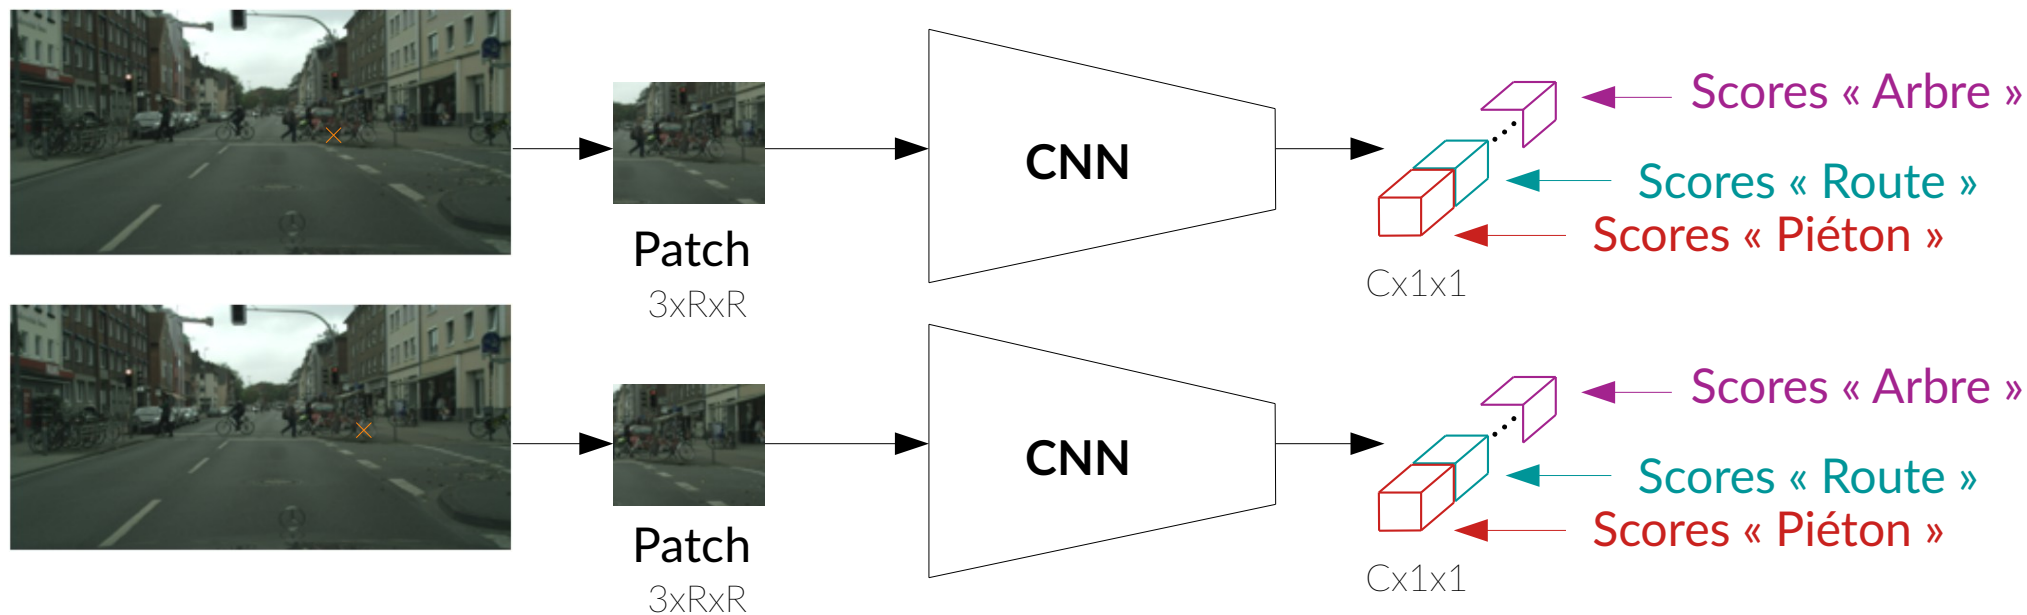 Patch
3xRxR
CNN
Scores « Arbre »
Scores « Route »
Scores « Piéton »
Cx1x1
Patch
3xRxR
CNN
Scores « Arbre »
Scores « Route »
Scores « Piéton »
Cx1x1